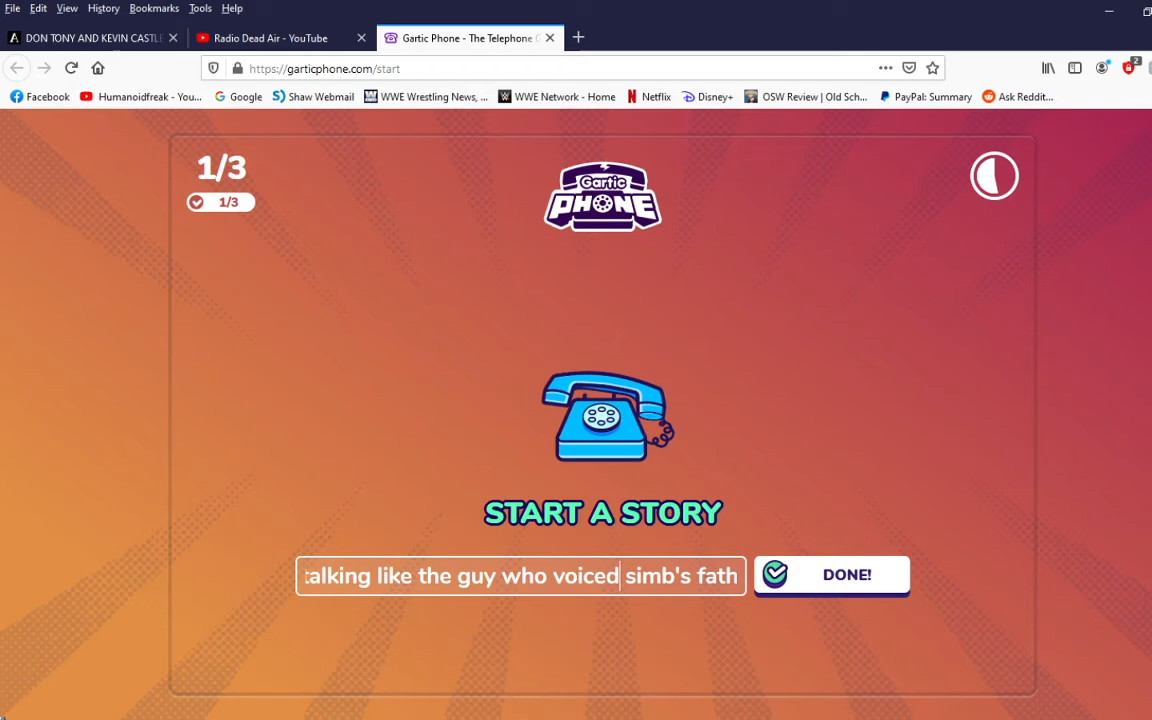 File Edit View History Bookmarks Tools Help
DON TONY AND KEVIN CASTLE
Radio Dead Air - YouTube
Gartic Phone - The Telephone G
https://garticphone.com/start
2
Facebook
Humanoidfreak - You...
Google
Shaw Webmail
WWE Wrestling News, ...
WWE Network - Home
Netflix
Disney+
OSW Review | Old Sch...
PayPal: Summary
Ask Reddit...
1/3
1/3
Gartic
PHONE
START A STORY
talking like the guy who voiced simb's fath
DONE!